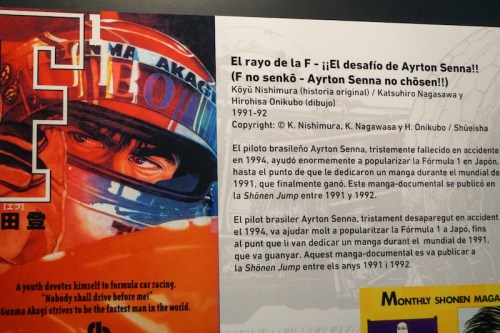 1
GUNMA AKAGI
[エフ]
田 登
A youth devotes himself to formula car racing.
"Nobody shall drive before me!"
Gunma Akagi strives to be the fastest man in the world.
El rayo de la F - ¡¡El desafío de Ayrton Senna!!
(F no senkō - Ayrton Senna no chōsen!!)
Kōyū Nishimura (historia original) / Katsuhiro Nagasawa y
Hirohisa Onikubo (dibujo)
1991-92
Copyright: © K. Nishimura, K. Nagawasa y H. Onikubo / Shūeisha
El piloto brasileño Ayrton Senna, tristemente fallecido en accidente
en 1994, ayudó enormemente a popularizar la Fórmula 1 en Japón,
hasta el punto de que le dedicaron un manga durante el mundial de
1991, que finalmente ganó. Este manga-documental se publicó en
la Shōnen Jump entre 1991 y 1992.
El pilot brasiler Ayrton Senna, tristament desaparegut en accident
el 1994, va ajudar molt a popularitzar la Fórmula 1 a Japó, fins
al punt que li van dedicar un manga durant el mundial de 1991,
que va guanyar. Aquest manga-documental es va publicar a
la Shōnen Jump entre els anys 1991 i 1992.
MONTHLY SHONEN MAGA